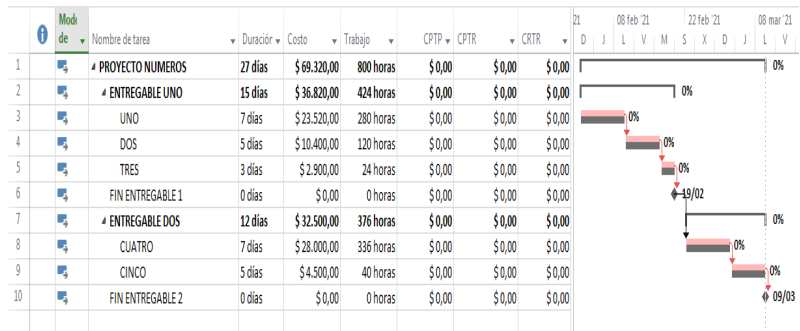 21 08 feb '21 22 feb '21 08 mar '21
Modo de Nombre de tarea Duración Costo Trabajo CPTP CPTR CRTR D J L V M S X D J L V
1 PROYECTO NUMEROS 27 días $ 69.320,00 800 horas $ 0,00 $ 0,00 $ 0,00 0%
2 ENTREGABLE UNO 15 días $ 36.820,00 424 horas $ 0,00 $ 0,00 $ 0,00 0%
3 UNO 7 días $ 23.520,00 280 horas $ 0,00 $ 0,00 $ 0,00 0%
4 DOS 5 días $ 10.400,00 120 horas $ 0,00 $ 0,00 $ 0,00 0%
5 TRES 3 días $ 2.900,00 24 horas $ 0,00 $ 0,00 $ 0,00 0%
6 FIN ENTREGABLE 1 0 días $ 0,00 0 horas $ 0,00 $ 0,00 $ 0,00 19/02
7 ENTREGABLE DOS 12 días $ 32.500,00 376 horas $ 0,00 $ 0,00 $ 0,00 0%
8 CUATRO 7 días $ 28.000,00 336 horas $ 0,00 $ 0,00 $ 0,00 0%
9 CINCO 5 días $ 4.500,00 40 horas $ 0,00 $ 0,00 $ 0,00 0%
10 FIN ENTREGABLE 2 0 días $ 0,00 0 horas $ 0,00 $ 0,00 $ 0,00 09/03